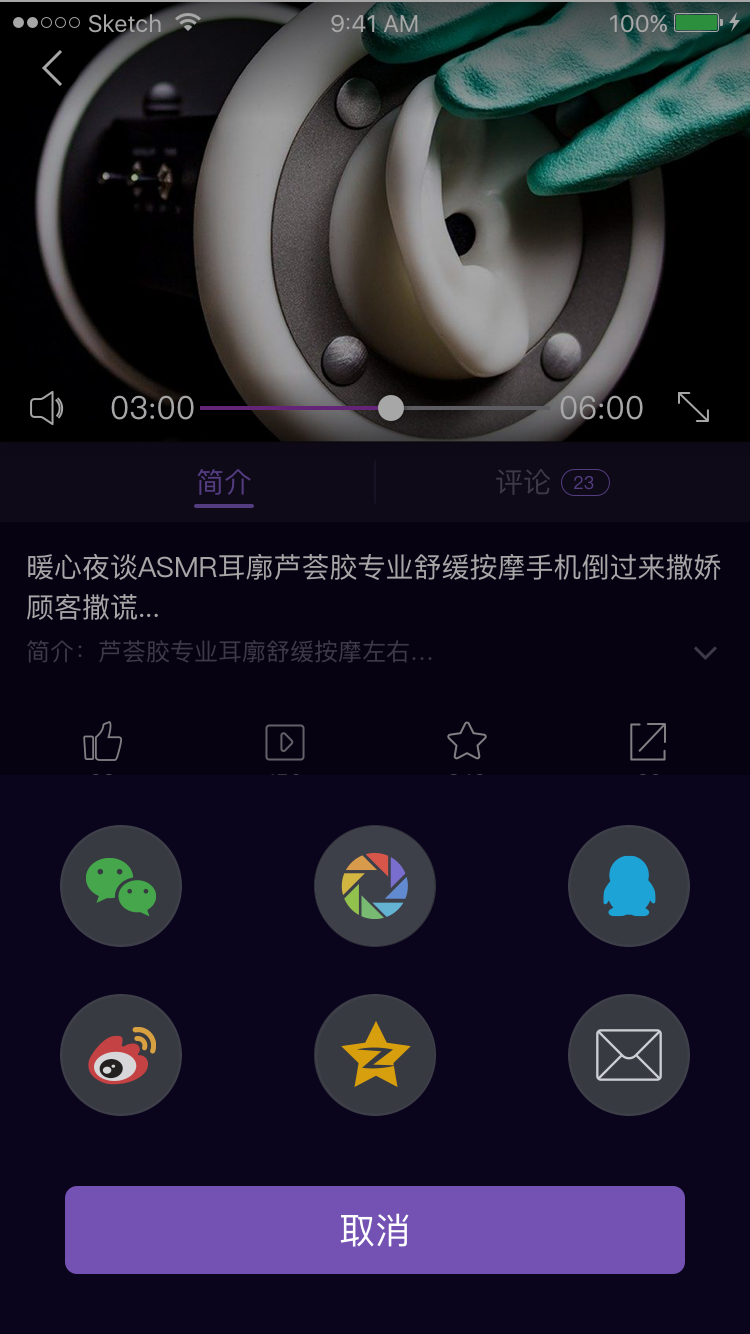 Sketch 9:41 AM 100%
03:00 06:00
简介 评论 23
暖心夜谈ASMR耳廓芦荟胶专业舒缓按摩手机倒过来撒娇
顾客撒谎...
简介：芦荟胶专业耳廓舒缓按摩左右...
取消